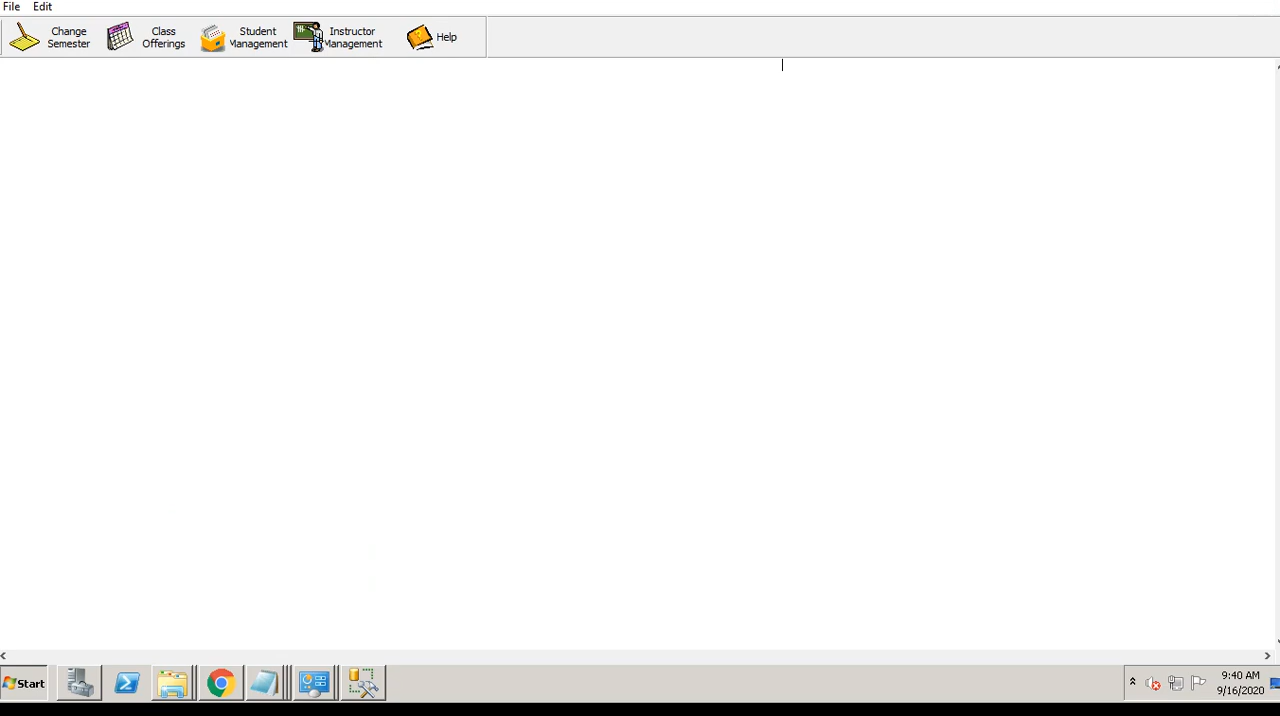 File Edit
Change Semester
Class Offerings
Student Management
Instructor Management
Help
Start
9:40 AM
9/16/2020